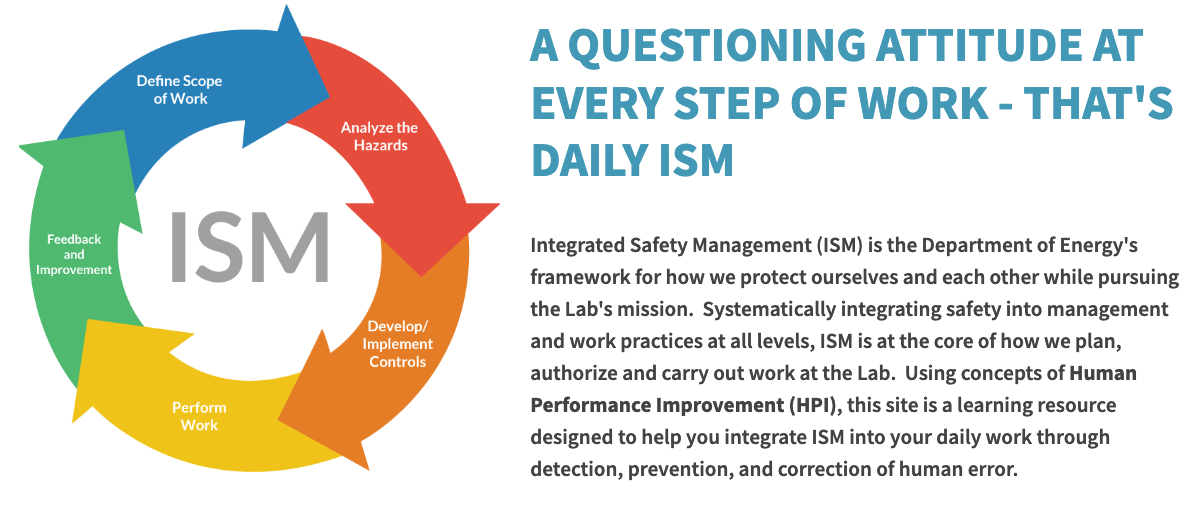 Define Scope
of Work
Analyze the
Hazards
Develop/
Implement
Controls
Perform
Work
Feedback
and
Improvement
ISM
A QUESTIONING ATTITUDE AT
EVERY STEP OF WORK - THAT'S
DAILY ISM
Integrated Safety Management (ISM) is the Department of Energy's
framework for how we protect ourselves and each other while pursuing
the Lab's mission.  Systematically integrating safety into management
and work practices at all levels, ISM is at the core of how we plan,
authorize and carry out work at the Lab.  Using concepts of Human
Performance Improvement (HPI), this site is a learning resource
designed to help you integrate ISM into your daily work through
detection, prevention, and correction of human error.